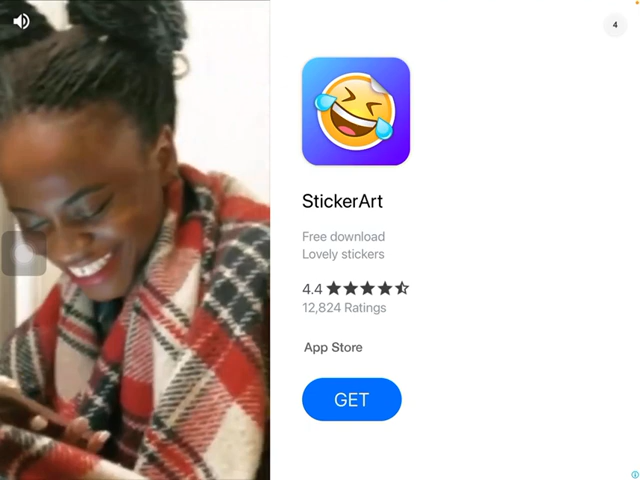 4
StickerArt
Free download
Lovely stickers
4.4
12,824 Ratings
App Store
GET